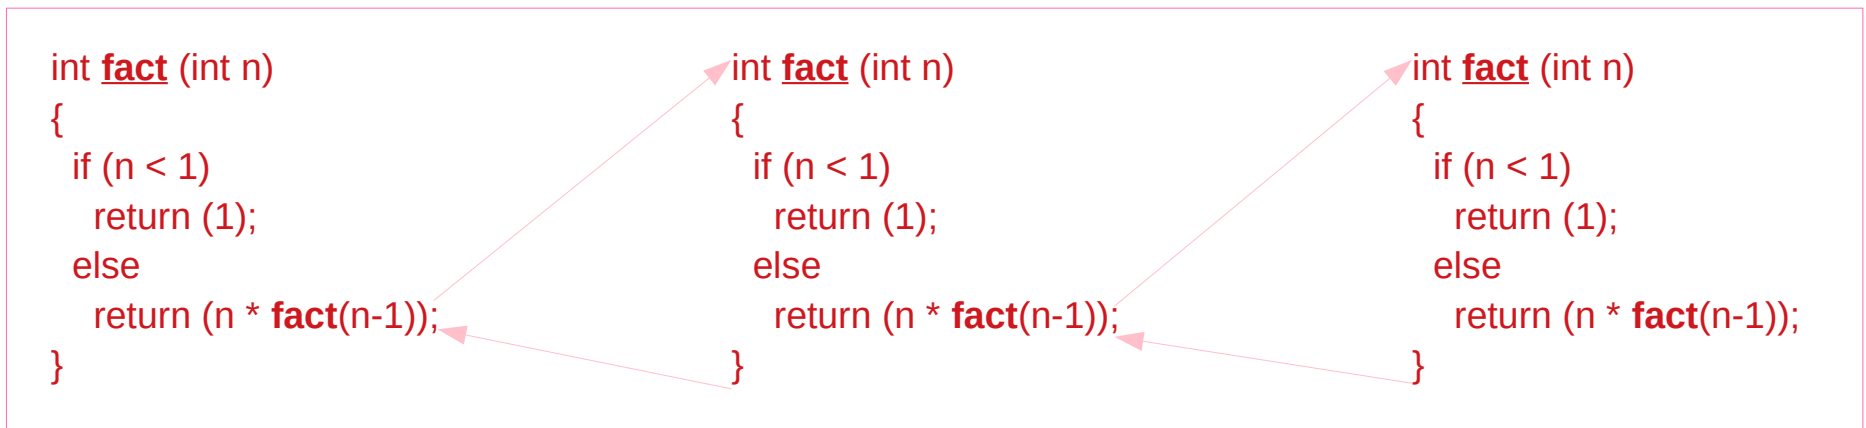 int fact (int n)
{
if (n < 1)
return (1);
else
return (n * fact(n-1));
}
int fact (int n)
{
if (n < 1)
return (1);
else
return (n * fact(n-1));
}
int fact (int n)
{
if (n < 1)
return (1);
else
return (n * fact(n-1));
}